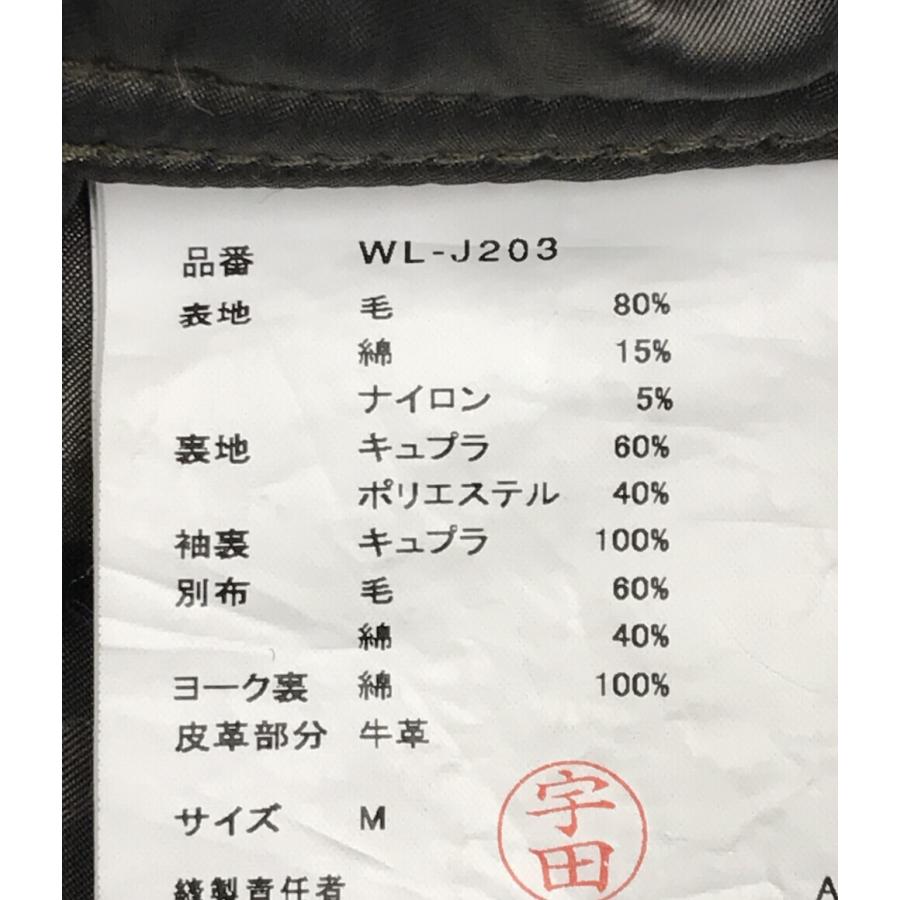 品番 WL-J203
表地 毛 80%
綿 15%
ナイロン 5%
裏地 キュプラ 60%
ポリエステル 40%
袖裏 キュプラ 100%
別布 毛 60%
綿 40%
ヨーク裏 綿 100%
皮革部分 牛革
サイズ M
宇田
縫製責任者 A